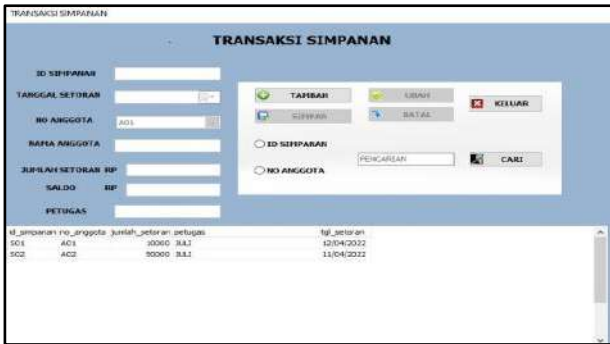 TRANSAKSI SIMPANAN
TRANSAKSI SIMPANAN
ID SIMPANAN
TANGGAL SETORAN
NO ANGGOTA A01
NAMA ANGGOTA
JUMLAH SETORAN RP
SALDO RP
PETUGAS
TAMBAH UBAH
SIMPAN BATAL
KELUAR
ID SIMPANAN
NO ANGGOTA
PENCARIAN CARI
id_simpanan no_anggota jumlah_setoran petugas tgl_setoran
S01 A01 10000 JULI 12/04/2022
S02 A02 50000 JULI 11/04/2022